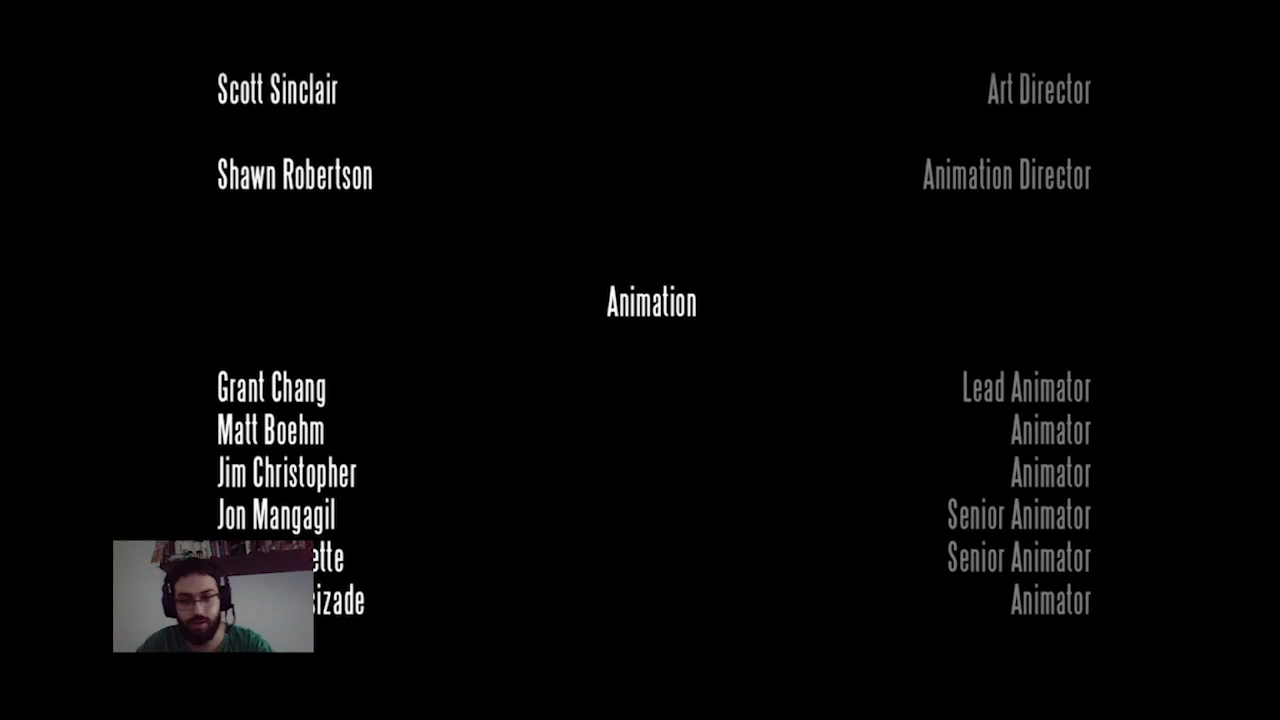 Scott Sinclair Art Director
Shawn Robertson Animation Director
Animation
Grant Chang Lead Animator
Matt Boehm Animator
Jim Christopher Animator
Jon Mangagil Senior Animator
Senior Animator
Animator